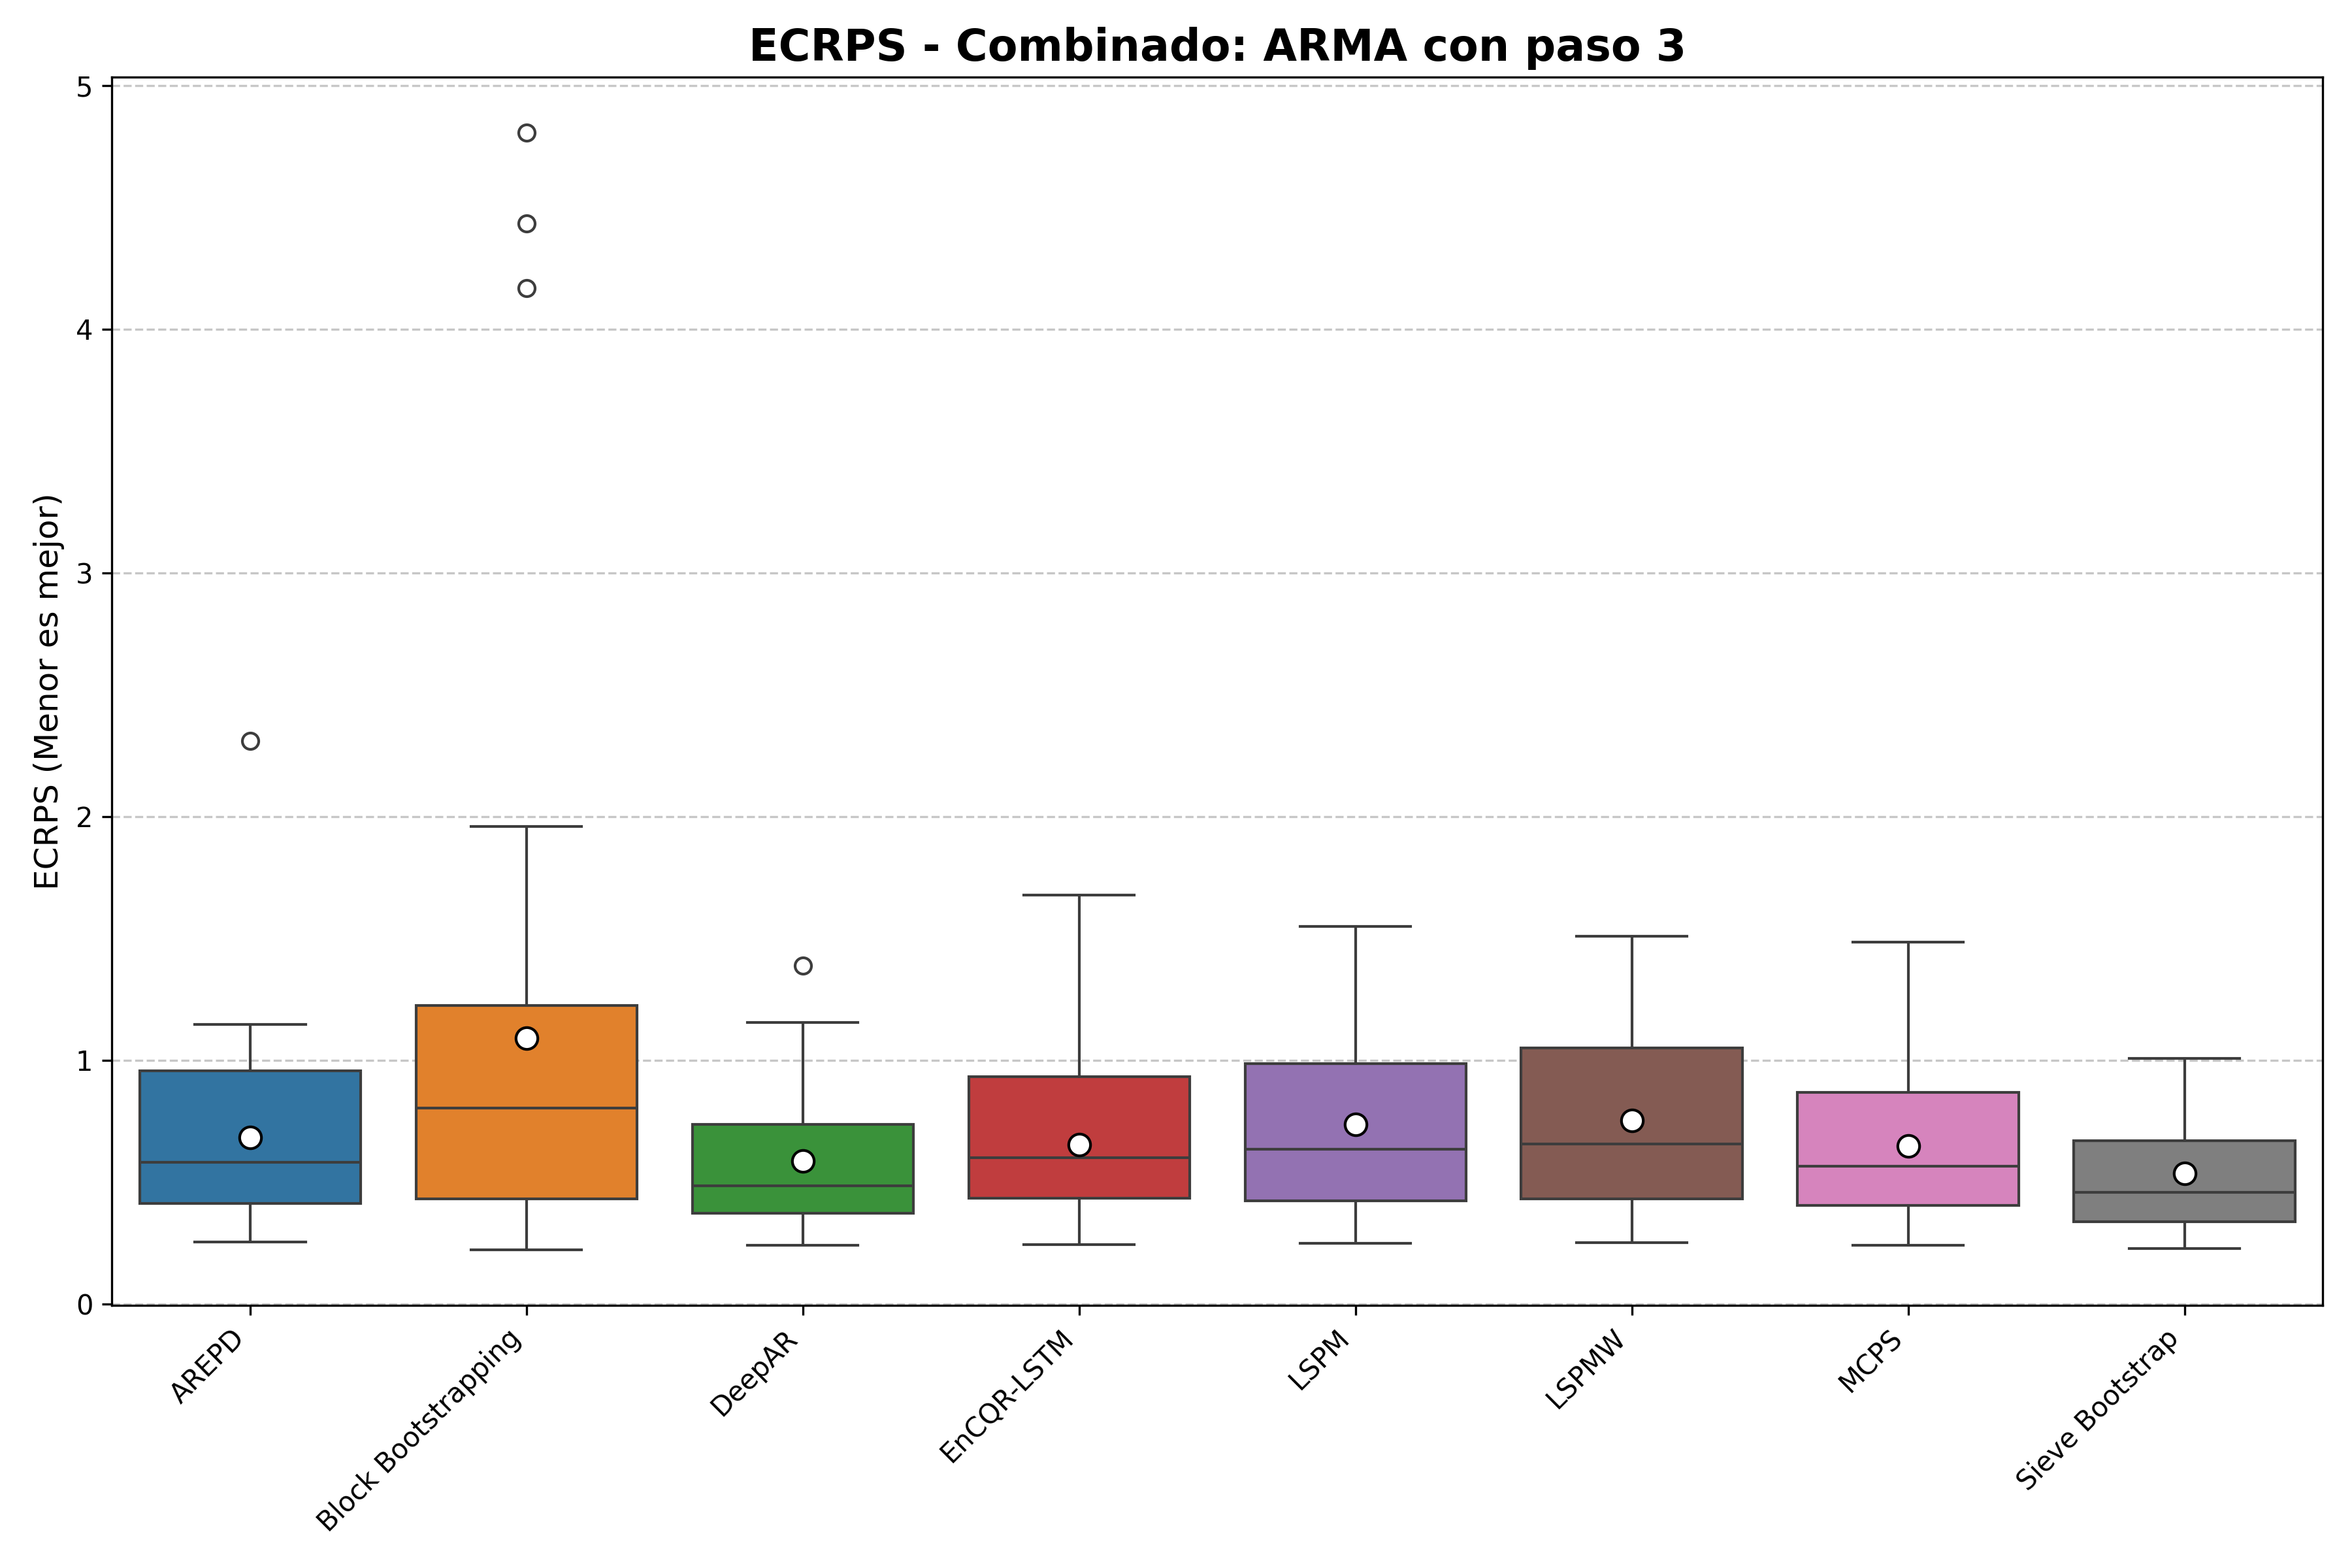 ECRPS - Combinado: ARMA con paso 3
ECRPS (Menor es mejor)
5
4
3
2
1
0
AREPD
Block Bootstrapping
DeepAR
EnCQR-LSTM
LSPM
LSPMW
MCPS
Sieve Bootstrap